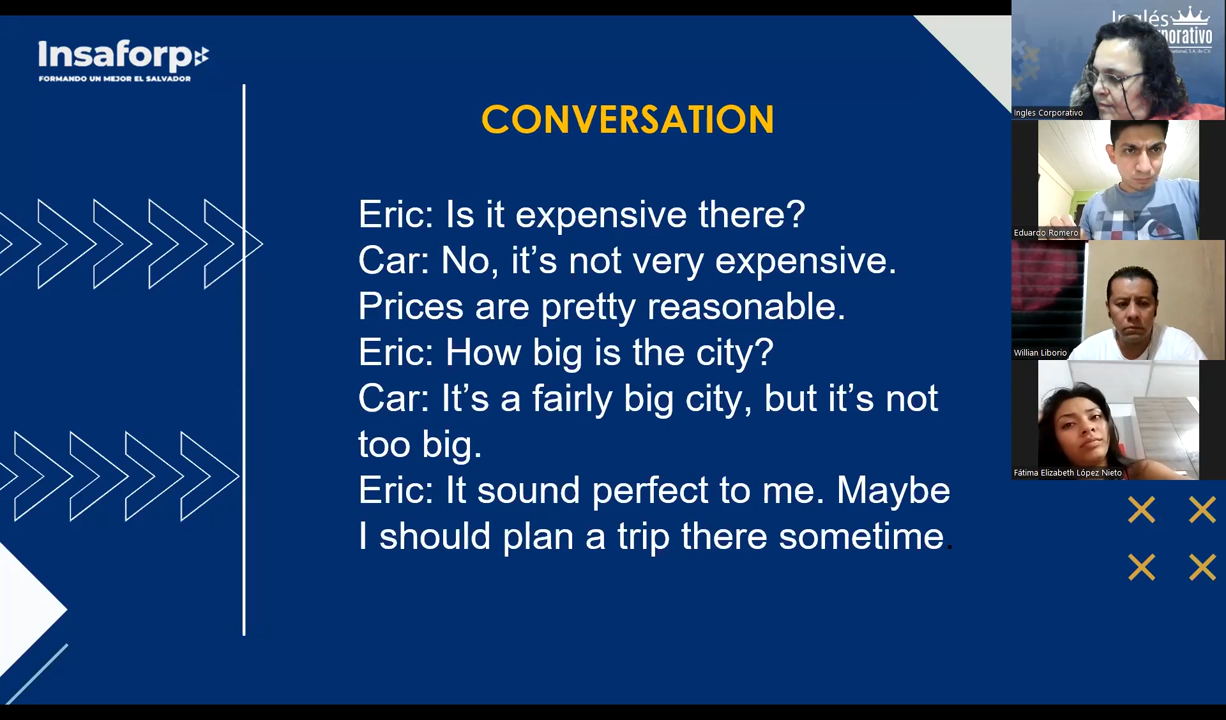 Insaforp
FORMANDO UN MEJOR EL SALVADOR
CONVERSATION
Eric: Is it expensive there?
Car: No, it’s not very expensive.
Prices are pretty reasonable.
Eric: How big is the city?
Car: It’s a fairly big city, but it’s not
too big.
Eric: It sound perfect to me. Maybe
I should plan a trip there sometime.
Inglés
Ingles Corporativo
Eduardo Romero
Willian Liborio
Fátima Elizabeth López Nieto